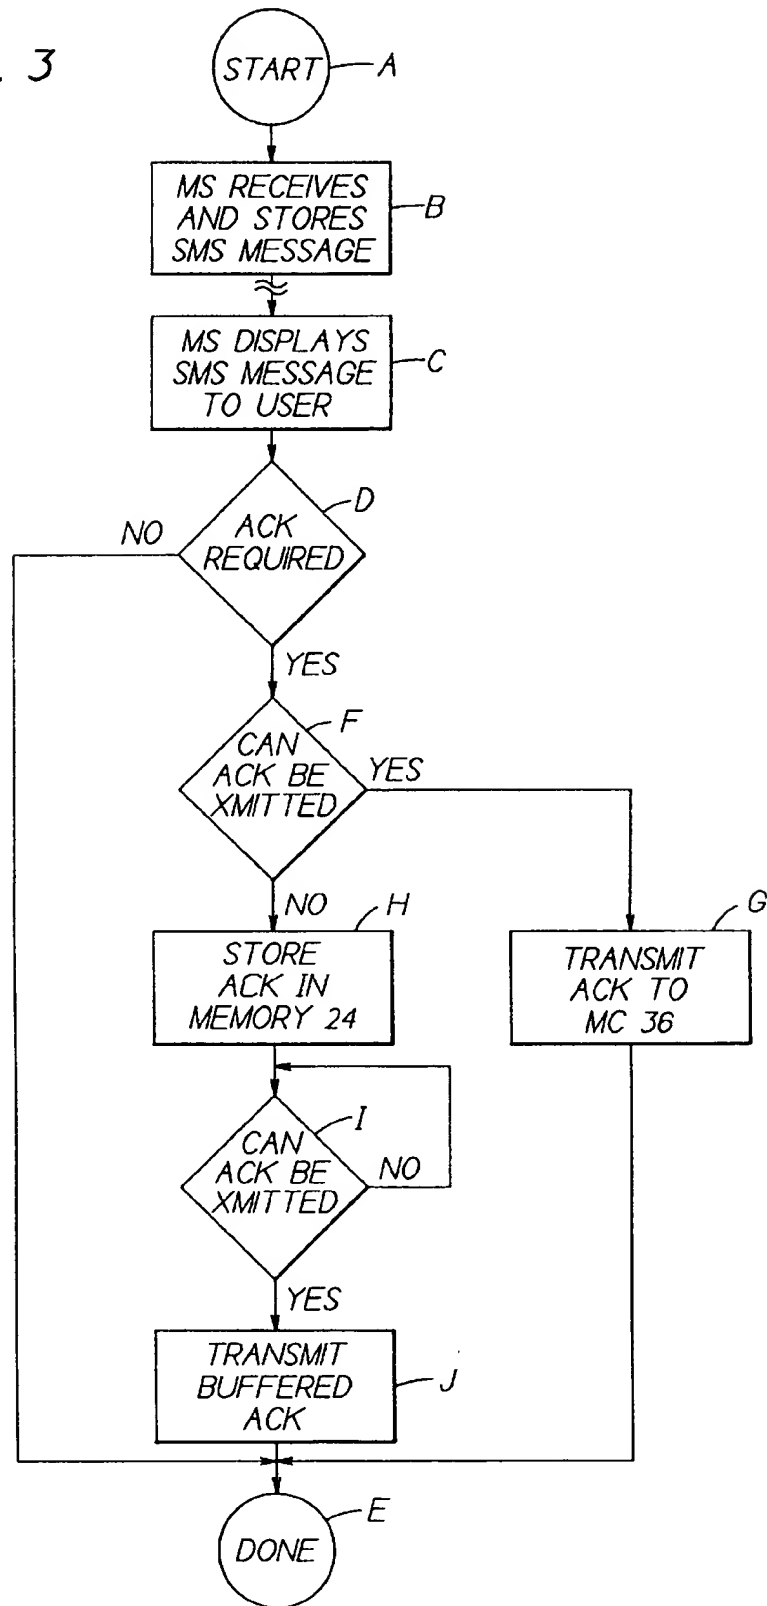 . 3
START A
MS RECEIVES
AND STORES
SMS MESSAGE
B
MS DISPLAYS
SMS MESSAGE
TO USER
C
D
NO
ACK
REQUIRED
YES
F
CAN
ACK BE
XMITTED
YES
NO
H
G
STORE
ACK IN
MEMORY 24
TRANSMIT
ACK TO
MC 36
I
CAN
ACK BE
XMITTED
NO
YES
TRANSMIT
BUFFERED
ACK
J
E
DONE